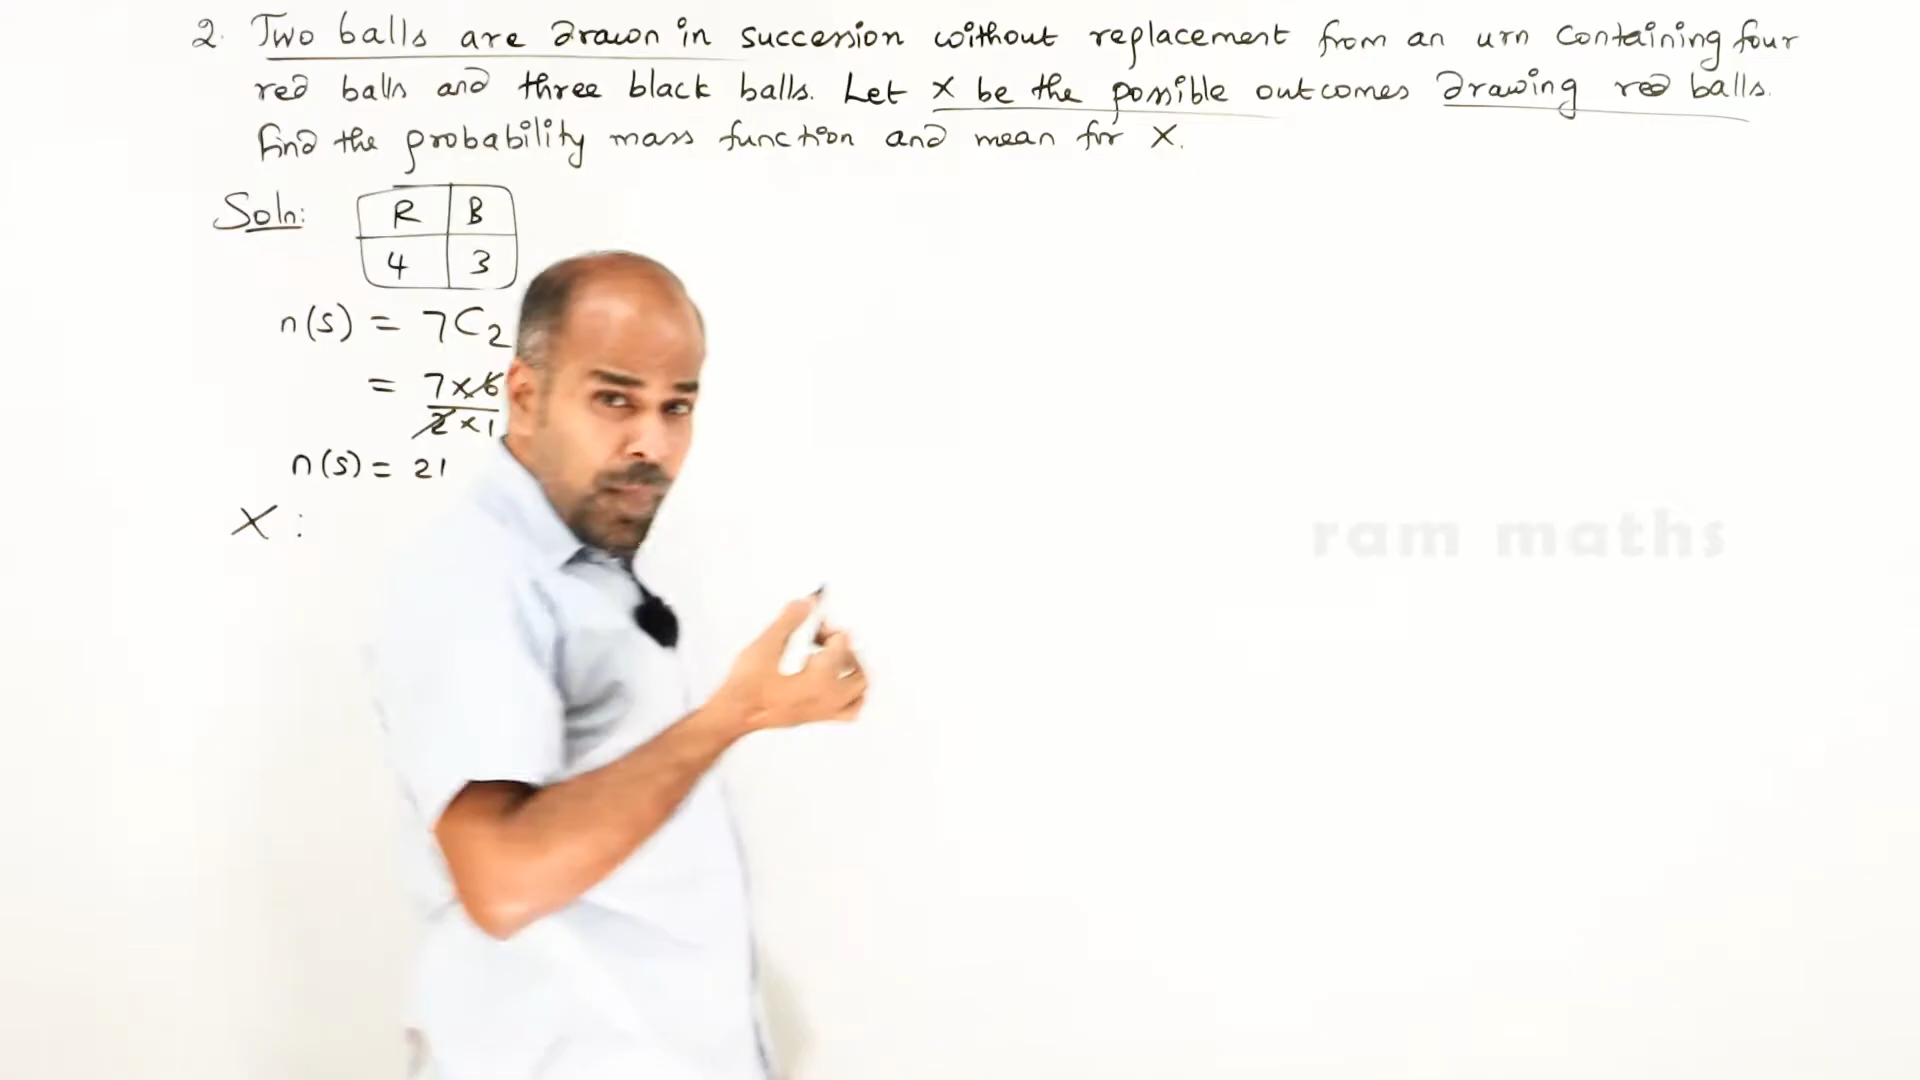 2. Two balls are drawn in succession without replacement from an urn containing four
red balls and three black balls. Let X be the possible outcomes drawing red balls.
Find the probability mass function and mean for X.
Soln:
R B
4 3
n(s) = 7C2
= 7×6
2×1
n(s) = 21
X :
ram maths